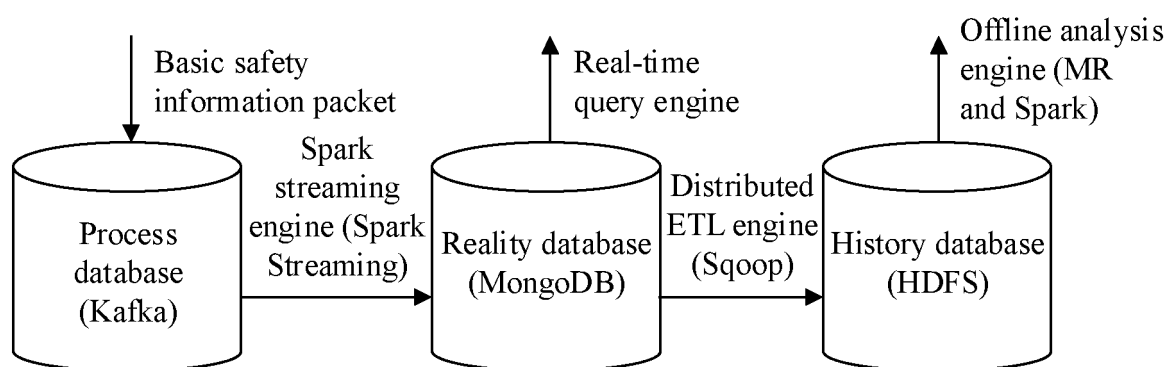 Basic safety
information packet
Real-time
query engine
Offline analysis
engine (MR
and Spark)
Process
database
(Kafka)
Spark
streaming
engine (Spark
Streaming)
Reality database
(MongoDB)
Distributed
ETL engine
(Sqoop)
History database
(HDFS)